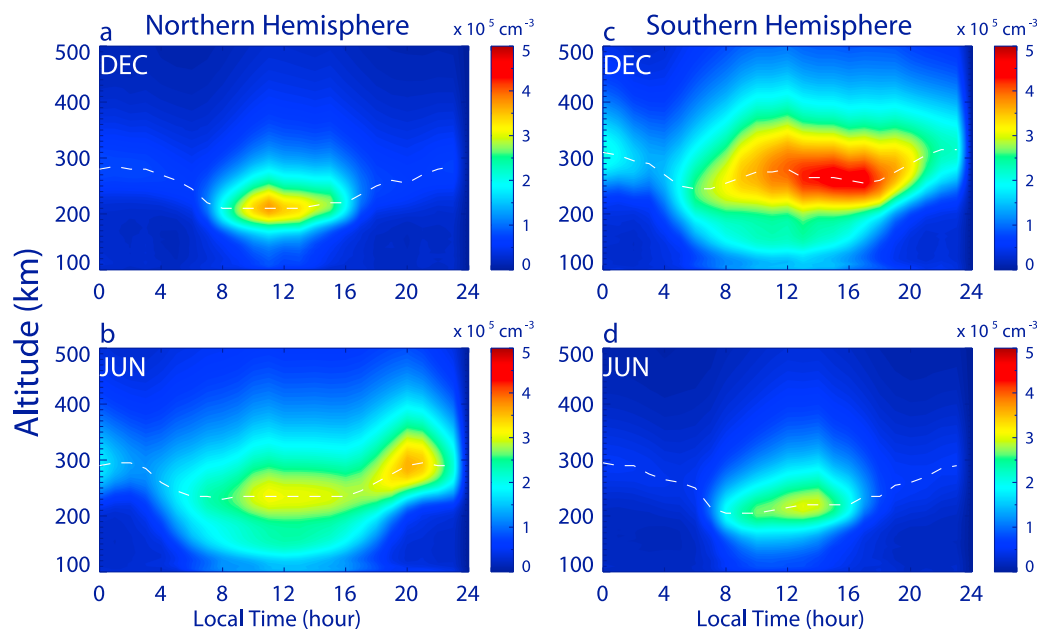 Northern Hemisphere
Southern Hemisphere
a
x 10 5 cm-3
c
x 10 5 cm-3
DEC
DEC
500
400
300
200
100
5
4
3
2
1
0
500
400
300
200
100
5
4
3
2
1
0
0 4 8 12 16 20 24
0 4 8 12 16 20 24
Altitude (km)
b
x 10 5 cm-3
d
x 10 5 cm-3
JUN
JUN
500
400
300
200
100
5
4
3
2
1
0
500
400
300
200
100
5
4
3
2
1
0
0 4 8 12 16 20 24
0 4 8 12 16 20 24
Local Time (hour)
Local Time (hour)